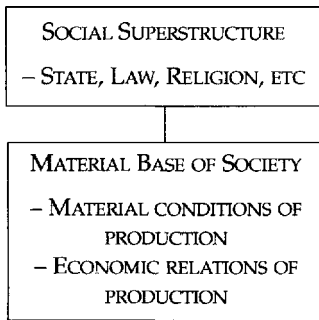 SOCIAL SUPERSTRUCTURE
– STATE, LAW, RELIGION, ETC
MATERIAL BASE OF SOCIETY
– MATERIAL CONDITIONS OF
PRODUCTION
– ECONOMIC RELATIONS OF
PRODUCTION